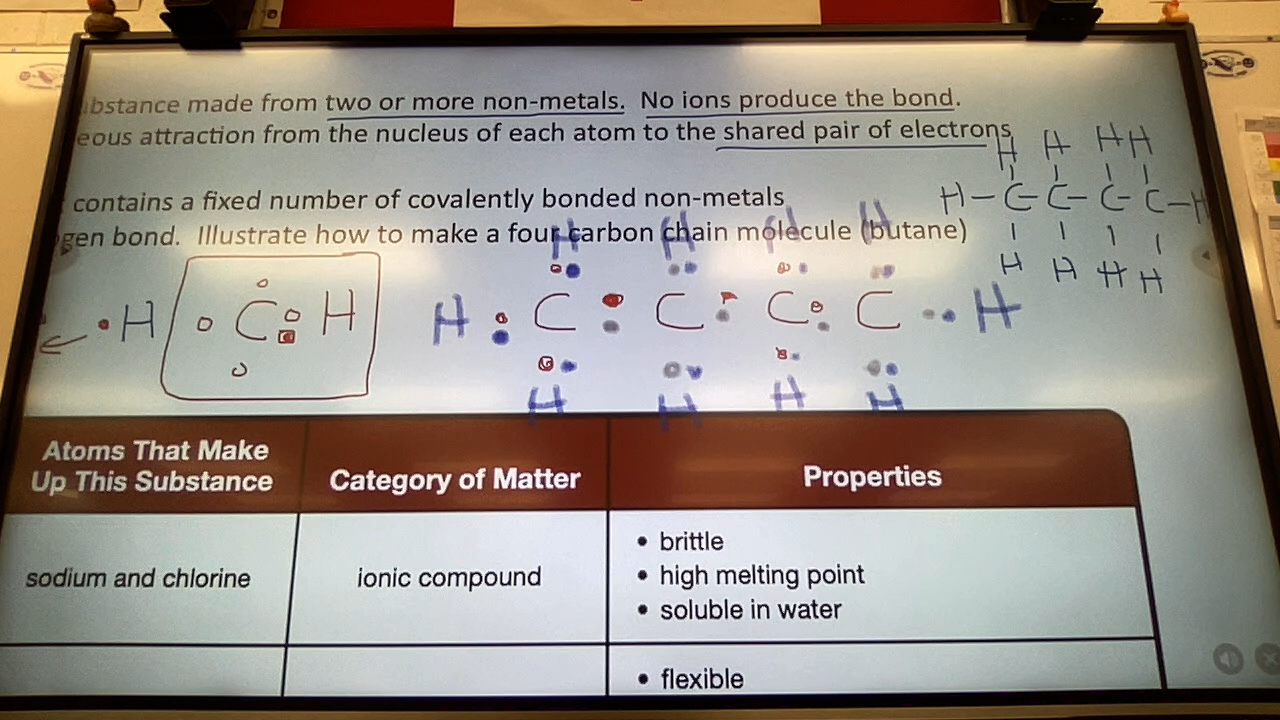 bstance made from two or more non-metals. No ions produce the bond.
eous attraction from the nucleus of each atom to the shared pair of electrons
contains a fixed number of covalently bonded non-metals
gen bond. Illustrate how to make a four carbon chain molecule (butane)
H H H H
H-C-C-C-C-H
H H H H
H H H H
H C H
H C C C C H
H H H H
Atoms That Make
Up This Substance
Category of Matter
Properties
sodium and chlorine
ionic compound
• brittle
• high melting point
• soluble in water
• flexible